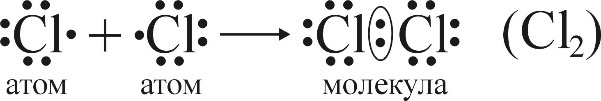 :Cl· + ·Cl: → :Cl:Cl: (Cl₂)
атом атом молекула